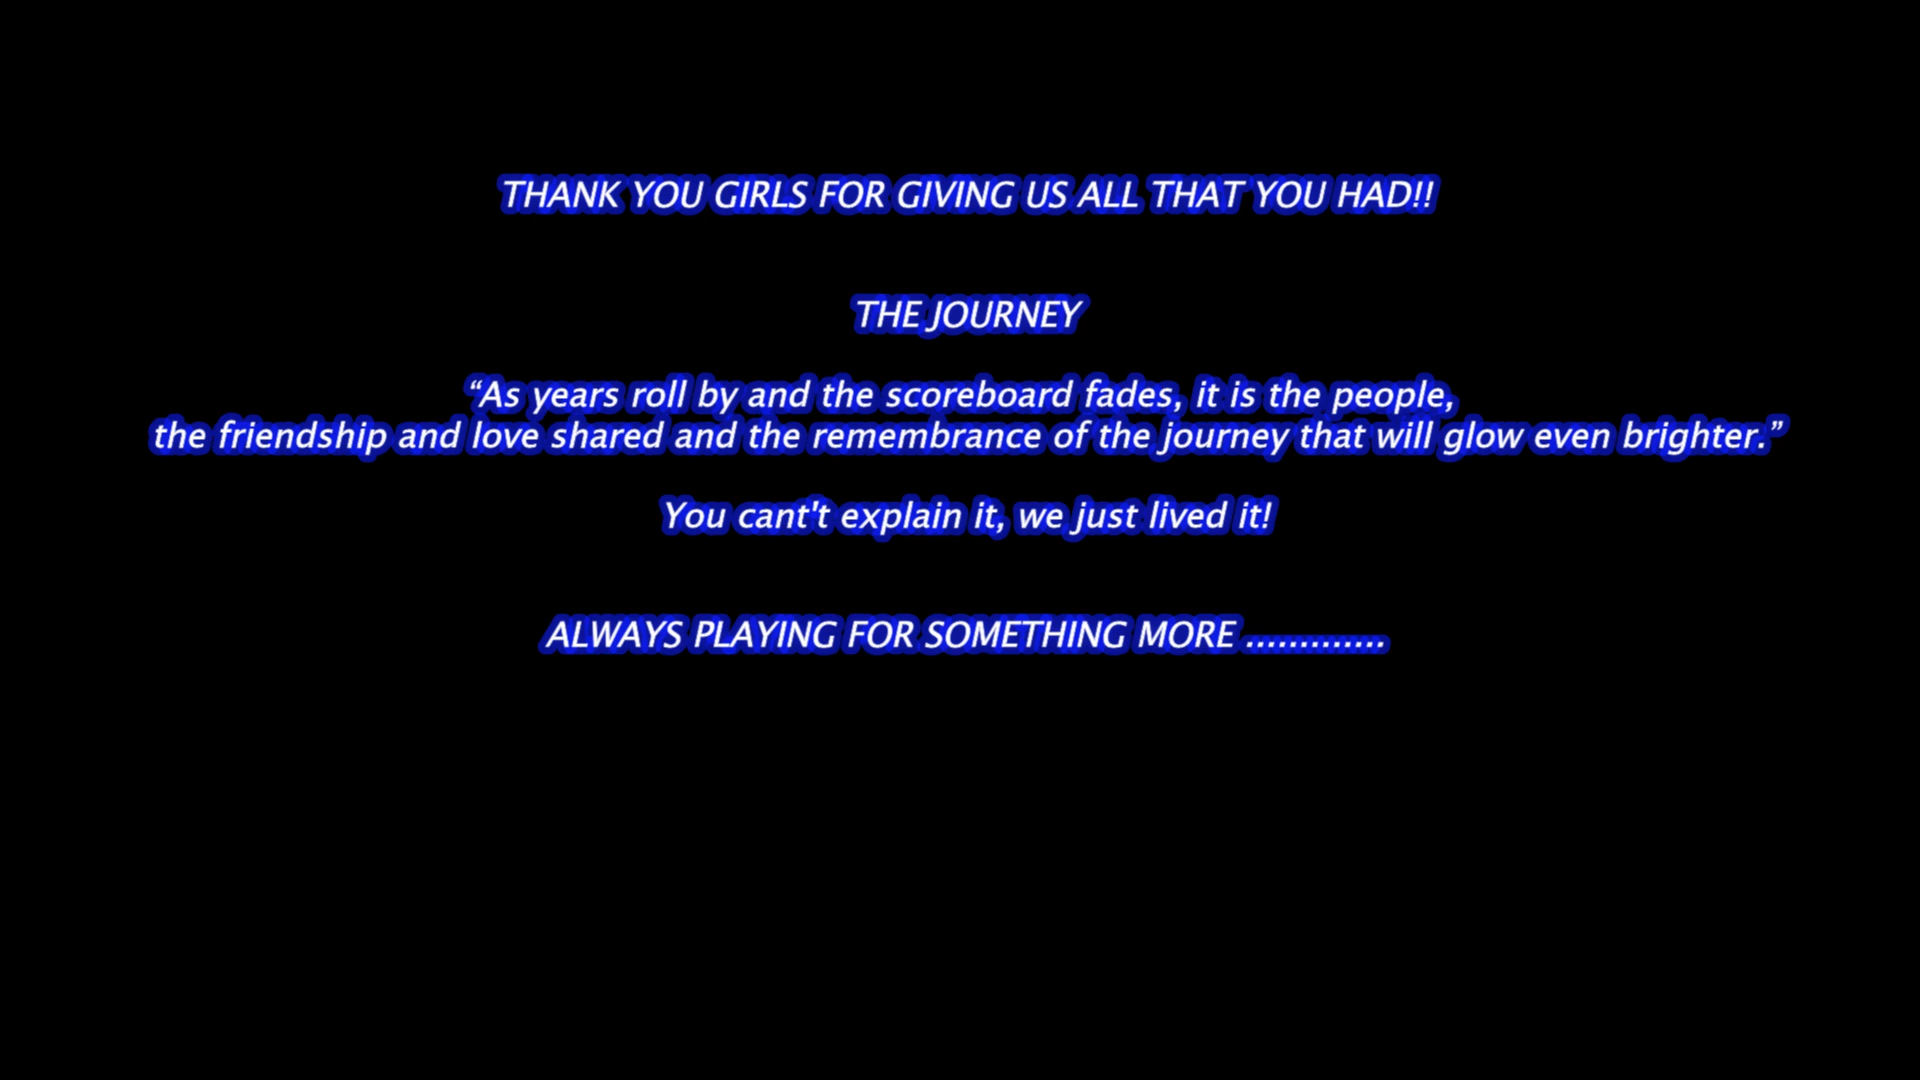 THANK YOU GIRLS FOR GIVING US ALL THAT YOU HAD!!
THE JOURNEY
“As years roll by and the scoreboard fades, it is the people,
the friendship and love shared and the remembrance of the journey that will glow even brighter.”
You cant't explain it, we just lived it!
ALWAYS PLAYING FOR SOMETHING MORE .............